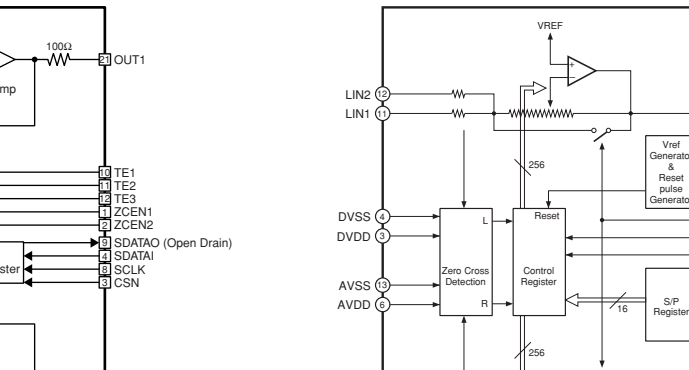 100Ω
21 OUT1
mp
10 TE1
11 TE2
12 TE3
1 ZCEN1
2 ZCEN2
9 SDATAO (Open Drain)
4 SDATAI
8 SCLK
3 CSN
ster
VREF
+
−
LIN2 12
LIN1 11
256
Vref
Generato
&
Reset
pulse
Generato
DVSS 4
DVDD 3
L
Reset
Zero Cross
Detection
Control
Register
AVSS 13
AVDD 6
R
16
S/P
Register
256